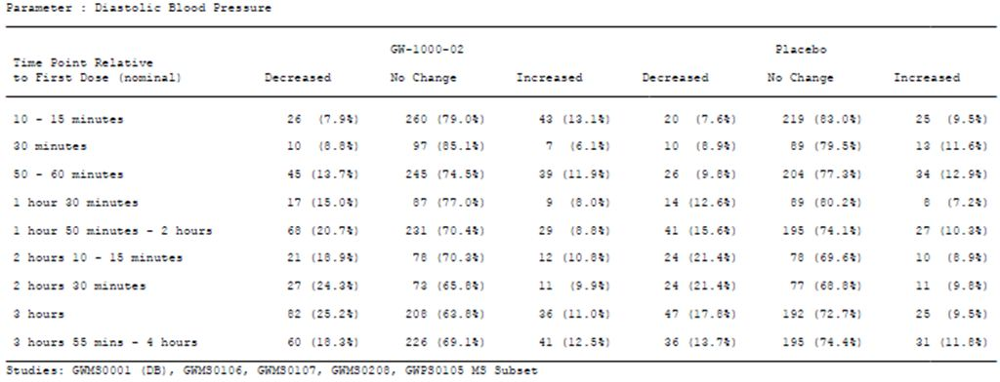 Parameter : Diastolic Blood Pressure
GW-1000-02 Placebo
Time Point Relative
to First Dose (nominal) Decreased No Change Increased Decreased No Change Increased
10 - 15 minutes 26 (7.9%) 260 (79.0%) 43 (13.1%) 20 (7.6%) 219 (83.0%) 25 (9.5%)
30 minutes 10 (8.8%) 97 (85.1%) 7 (6.1%) 10 (8.9%) 89 (79.5%) 13 (11.6%)
50 - 60 minutes 45 (13.7%) 245 (74.5%) 39 (11.9%) 26 (9.8%) 204 (77.3%) 34 (12.9%)
1 hour 30 minutes 17 (15.0%) 87 (77.0%) 9 (8.0%) 14 (12.6%) 89 (80.2%) 8 (7.2%)
1 hour 50 minutes - 2 hours 68 (20.7%) 231 (70.4%) 29 (8.8%) 41 (15.6%) 195 (74.1%) 27 (10.3%)
2 hours 10 - 15 minutes 21 (18.9%) 78 (70.3%) 12 (10.8%) 24 (21.4%) 78 (69.6%) 10 (8.9%)
2 hours 30 minutes 27 (24.3%) 73 (65.8%) 11 (9.9%) 24 (21.4%) 77 (68.8%) 11 (9.8%)
3 hours 82 (25.2%) 208 (63.8%) 36 (11.0%) 47 (17.8%) 192 (72.7%) 25 (9.5%)
3 hours 55 mins - 4 hours 60 (18.3%) 226 (69.1%) 41 (12.5%) 36 (13.7%) 195 (74.4%) 31 (11.8%)
Studies: GWMS0001 (DB), GWMS0106, GWMS0107, GWMS0208, GWPS0105 MS Subset